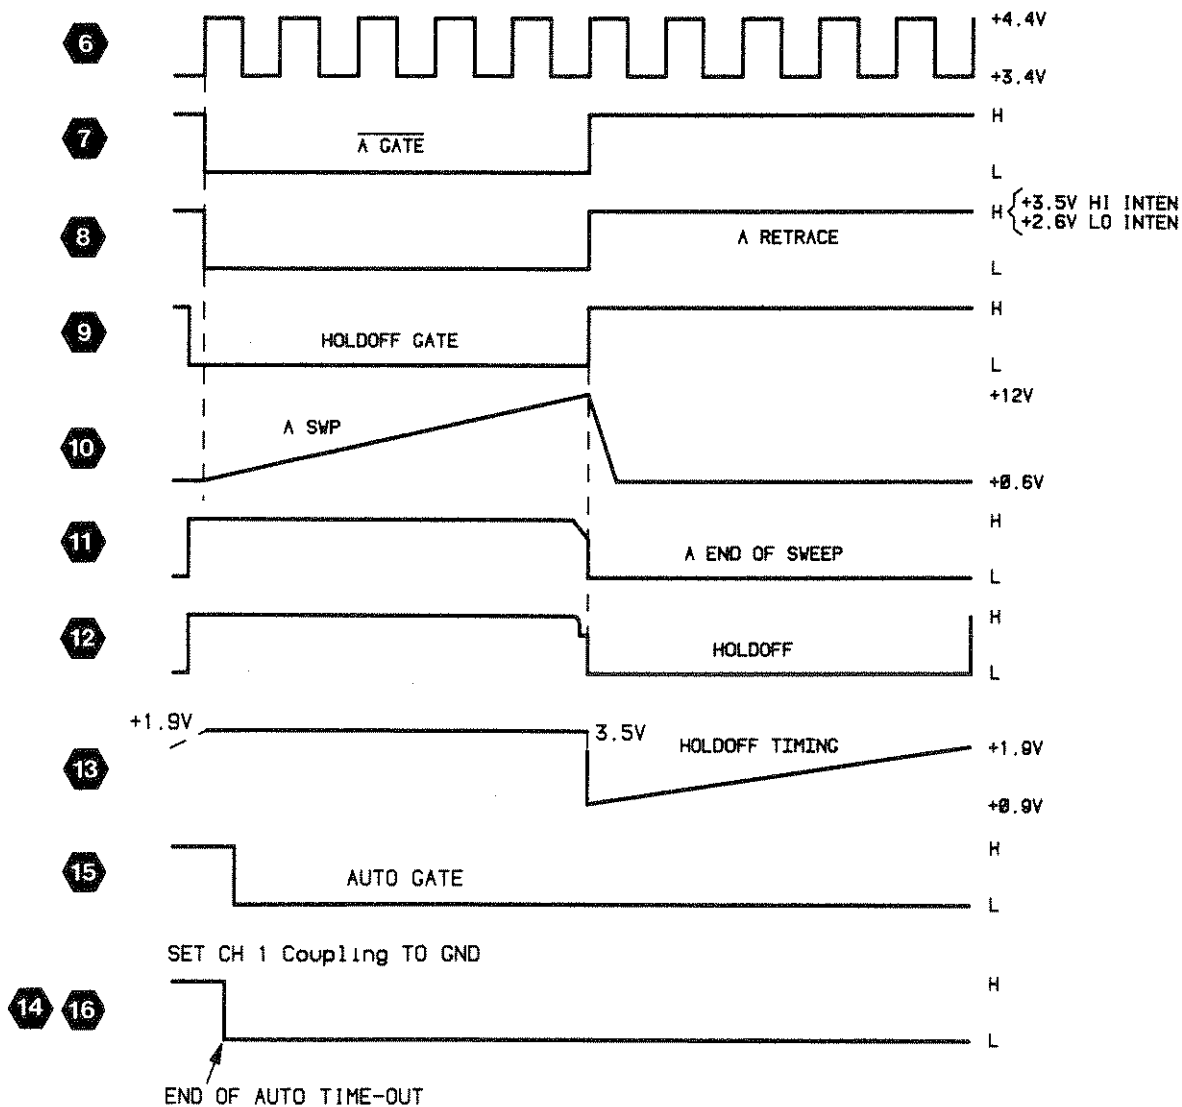 6
+4.4V
+3.4V
7
A GATE
H
L
8
A RETRACE
H { +3.5V HI INTEN
+2.6V LO INTEN
L
9
HOLDOFF GATE
H
L
10
A SWP
+12V
+0.6V
11
A END OF SWEEP
H
L
12
HOLDOFF
H
L
13
+1.9V
3.5V
HOLDOFF TIMING
+1.9V
+0.9V
15
AUTO GATE
H
L
SET CH 1 Coupling TO GND
14 16
H
L
END OF AUTO TIME-OUT